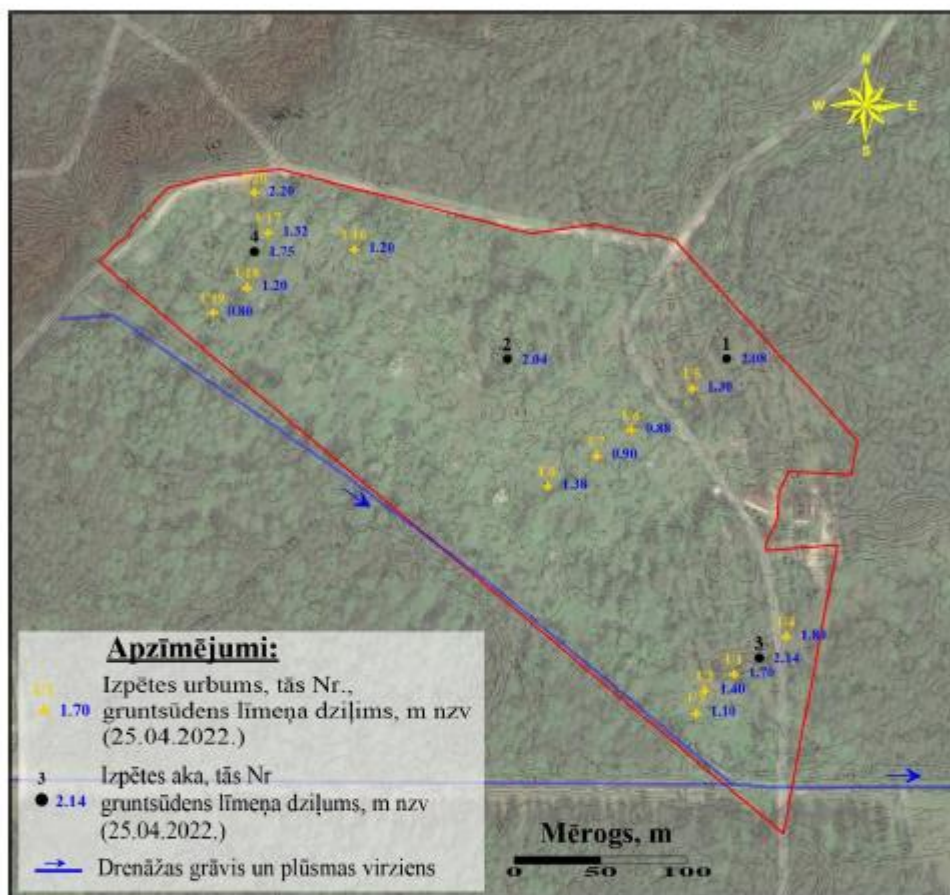 N
W E
S
2.20
1.32
4
1.75
1.20
1.20
0.80
2
2.04
1
2.08
1.30
0.88
0.90
1.38
1.80
3
2.14
1.70
1.40
1.10
Apzīmējumi:
Izpētes urbums, tās Nr.,
1.70 gruntsūdens līmeņa dziļims, m nzv
(25.04.2022.)
3 Izpētes aka, tās Nr
2.14 gruntsūdens līmeņa dziļums, m nzv
(25.04.2022.)
Drenāžas grāvis un plūsmas virziens
Mērogs, m
0 50 100